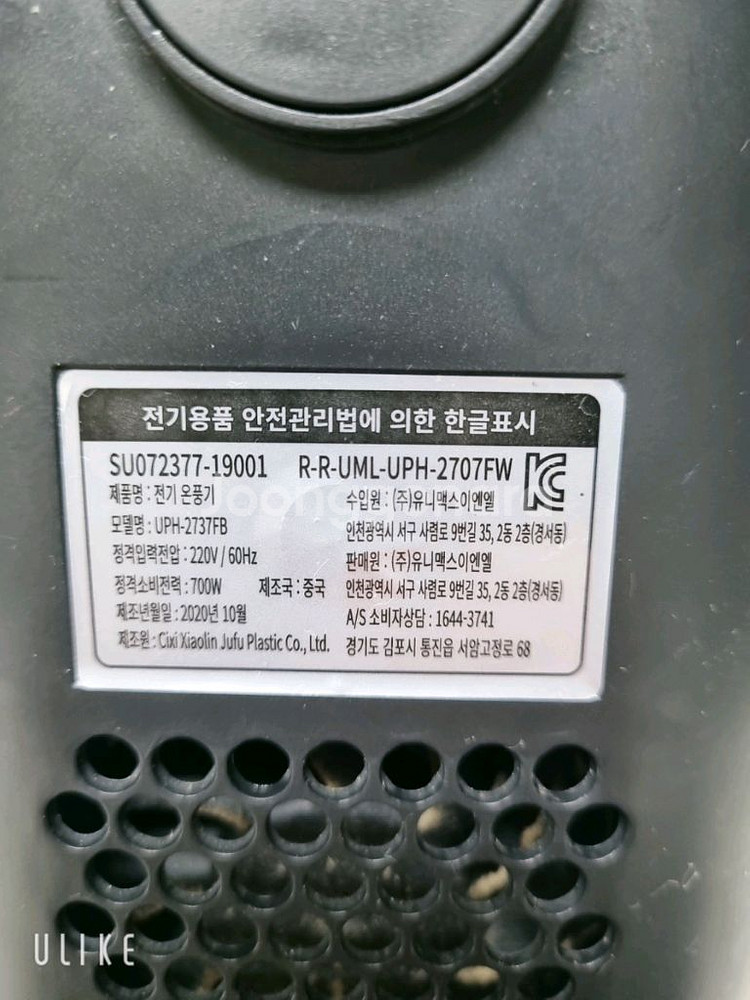 전기용품 안전관리법에 의한 한글표시
SU072377-19001 R-R-UML-UPH-2707FW
제품명 : 전기 온풍기
모델명 : UPH-2737FB
정격입력전압 : 220V / 60Hz
정격소비전력 : 700W 제조국 : 중국
제조년월일 : 2020년 10월
제조원 : Cixi Xiaolin Jufu Plastic Co., Ltd.
수입원 : (주)유니맥스이엔엘
인천광역시 서구 사렴로 9번길 35, 2동 2층(경서동)
판매원 : (주)유니맥스이엔엘
인천광역시 서구 사렴로 9번길 35, 2동 2층(경서동)
A/S 소비자상담 : 1644-3741
경기도 김포시 통진읍 서암고정로 68
ULIKE